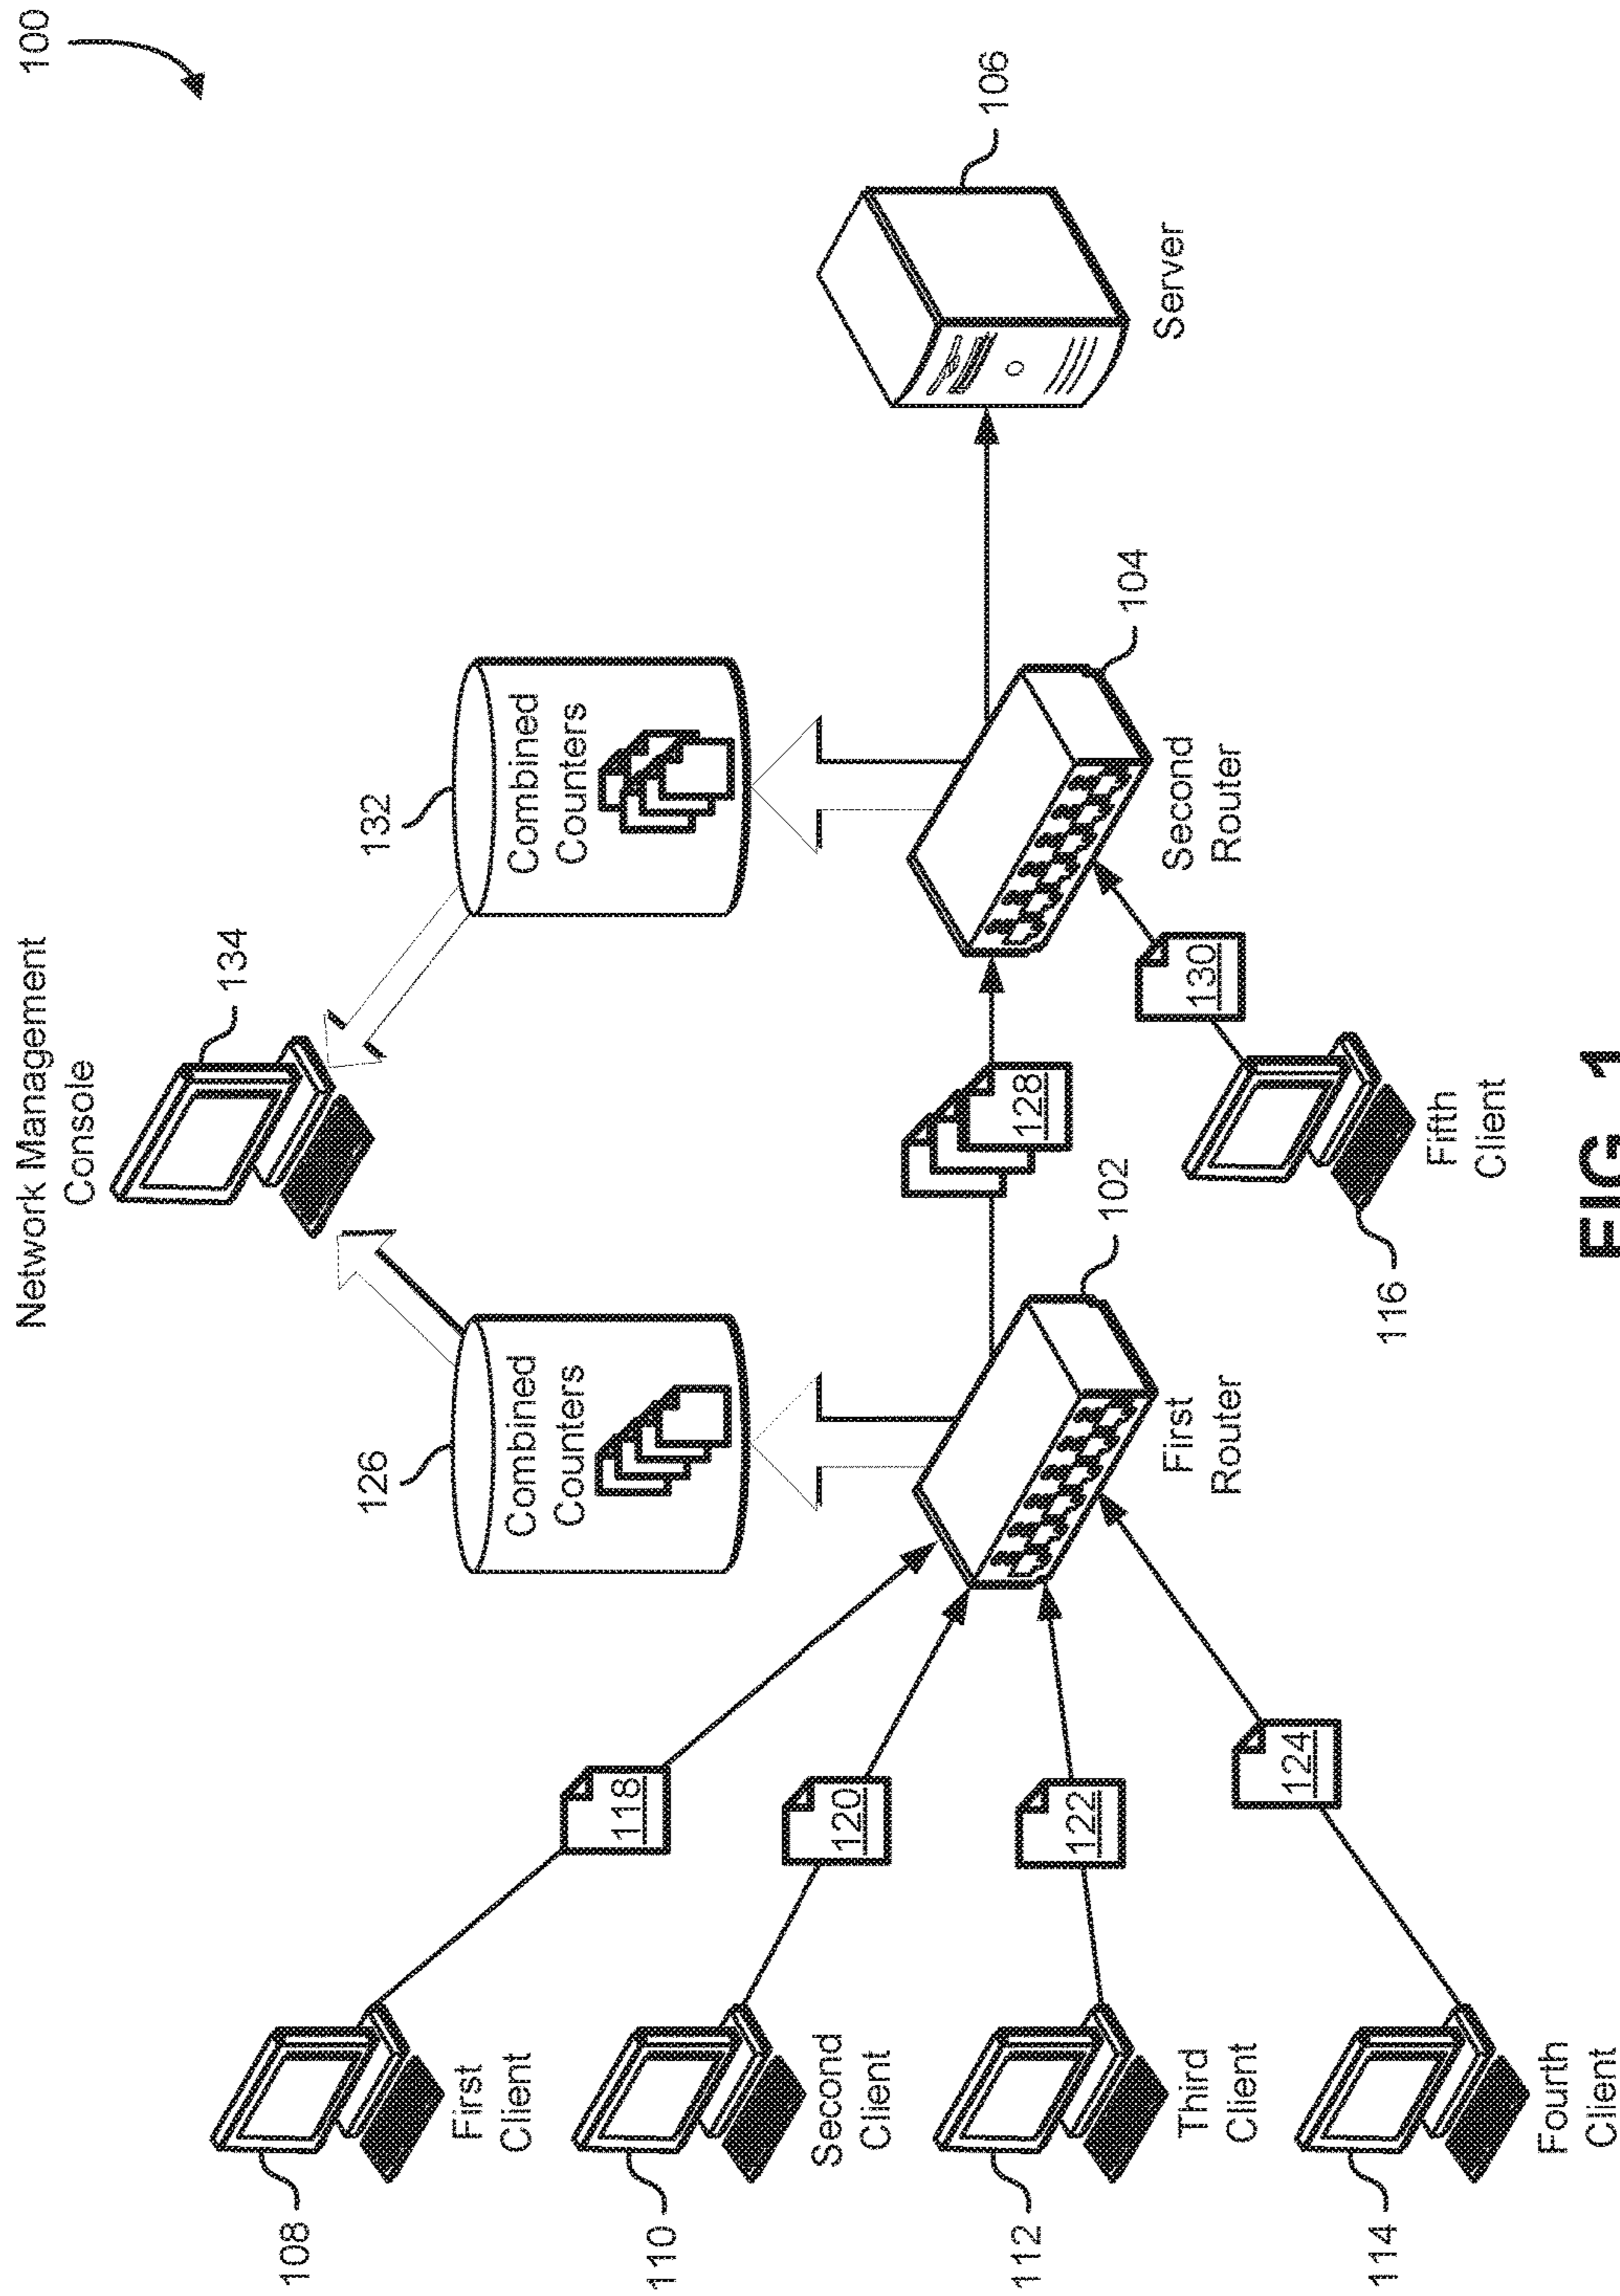 100
Network Management
Console
134
126
132
Combined
Counters
Combined
Counters
106
Server
108
First
Client
118
110
Second
Client
120
112
Third
Client
122
114
Fourth
Client
124
102
First
Router
128
104
Second
Router
130
116
Fifth
Client
FIG. 1